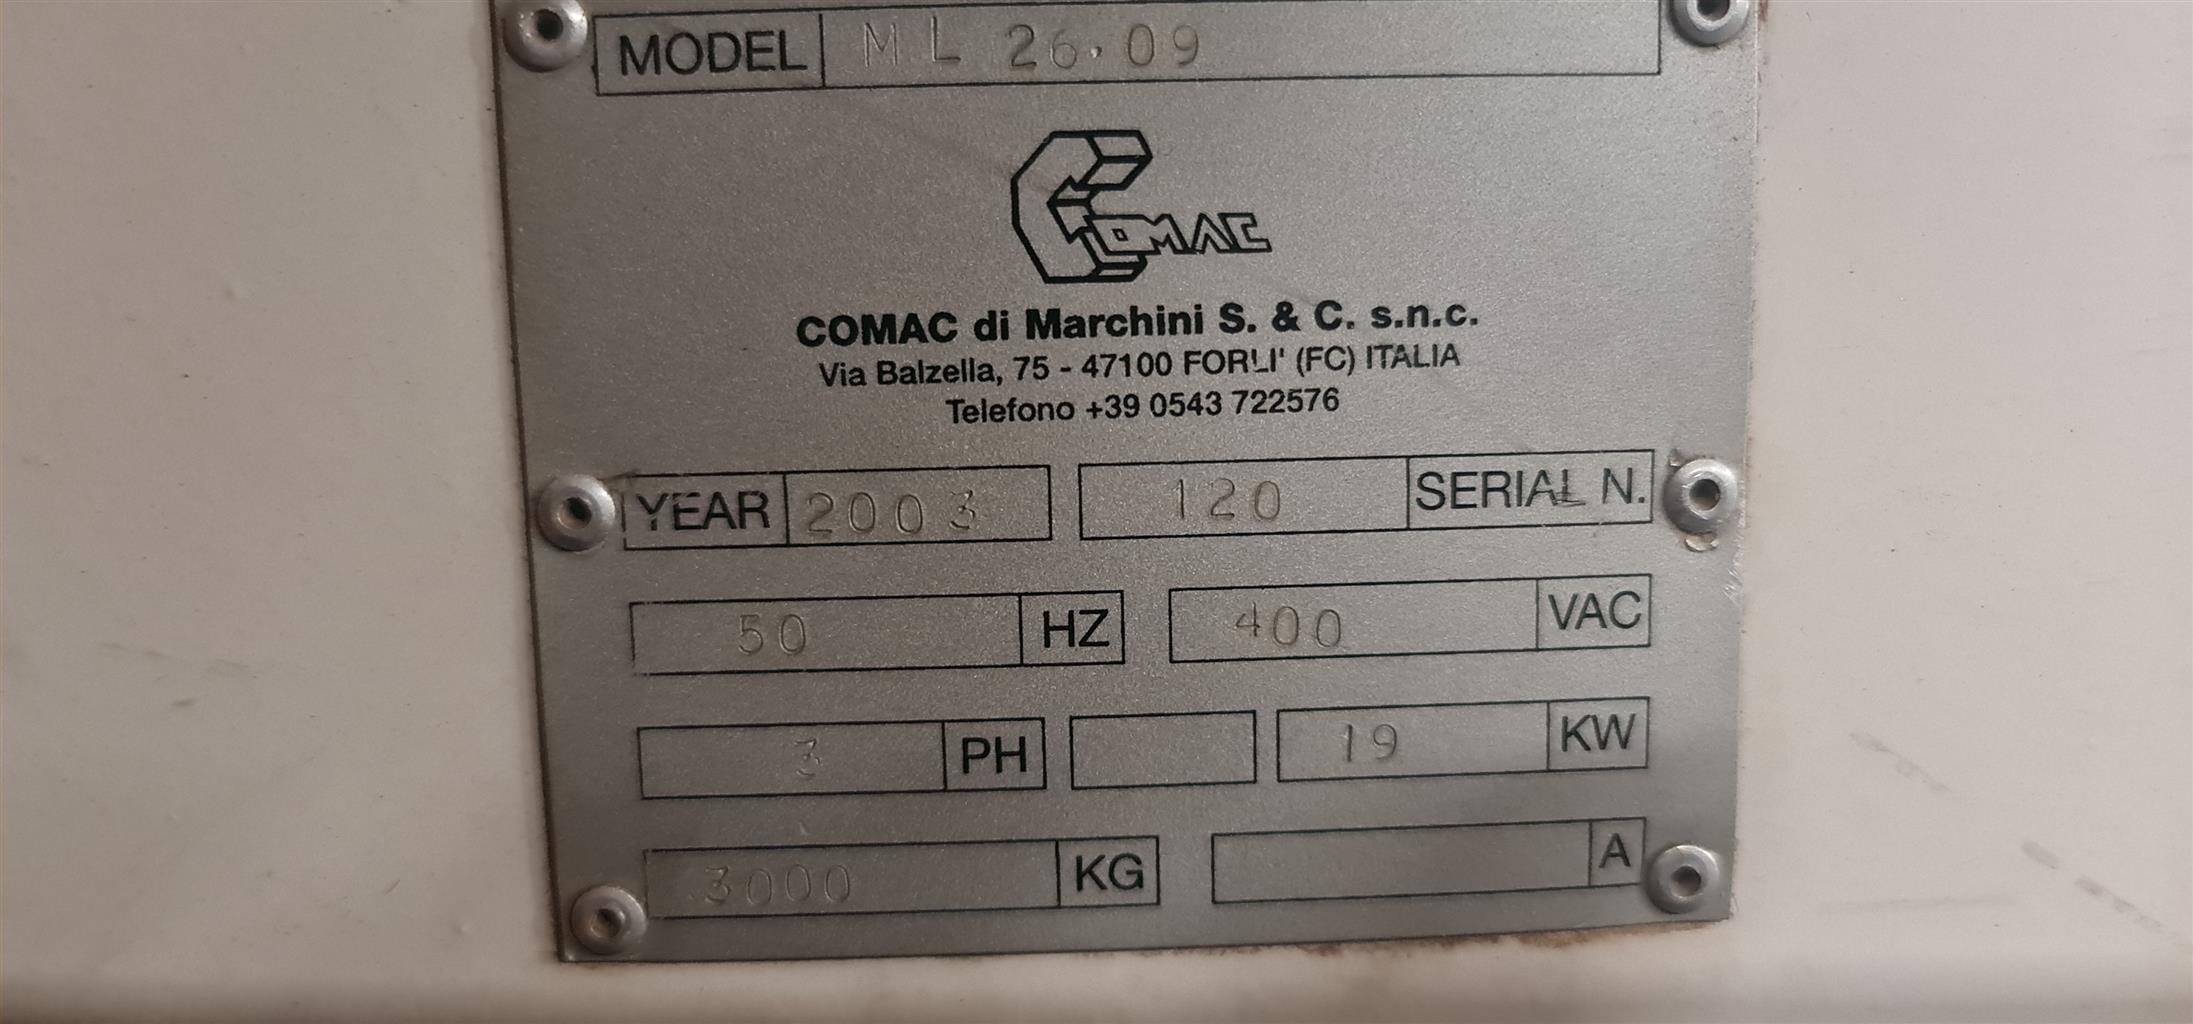 MODEL ML 26.09
COMAC
COMAC di Marchini S. & C. s.n.c.
Via Balzella, 75 - 47100 FORLI' (FC) ITALIA
Telefono +39 0543 722576
YEAR 2003 120 SERIAL N.
50 HZ 400 VAC
3 PH 19 KW
3000 KG A